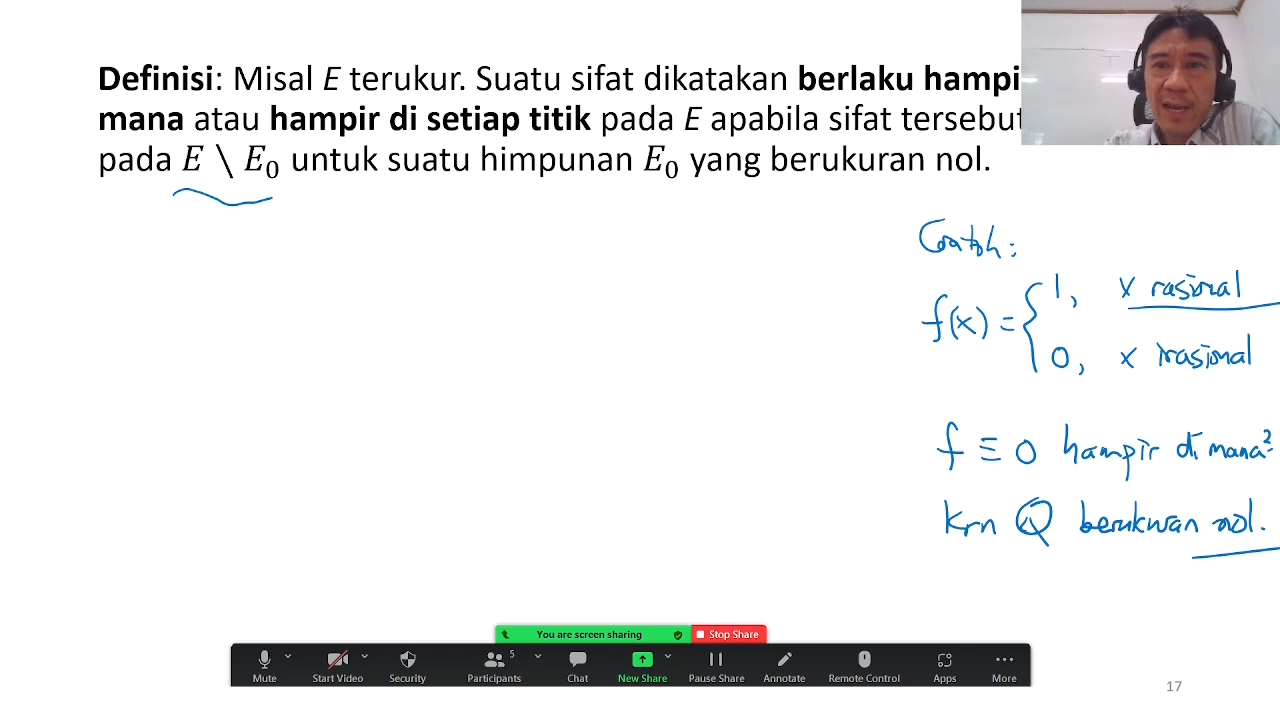 Definisi: Misal E terukur. Suatu sifat dikatakan berlaku hampi
mana atau hampir di setiap titik pada E apabila sifat tersebut
pada E \ E₀ untuk suatu himpunan E₀ yang berukuran nol.
Contoh:
f(x) = { 1, x rasional
0, x irasional
f ≡ 0 hampir di mana²
krn Q berukuran nol.
You are screen sharing
Stop Share
Mute
Start Video
Security
5
Participants
Chat
New Share
Pause Share
Annotate
Remote Control
Apps
More
17